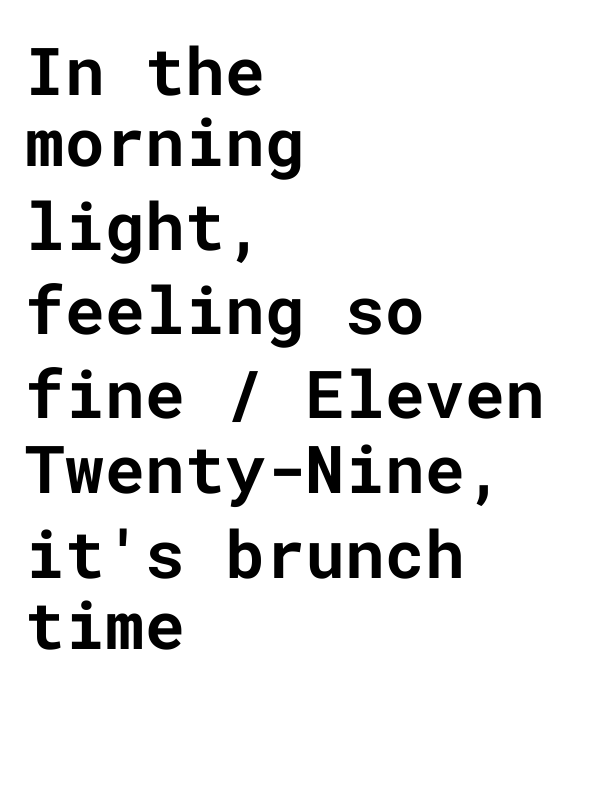 In the
morning
light,
feeling so
fine / Eleven
Twenty-Nine,
it's brunch
time